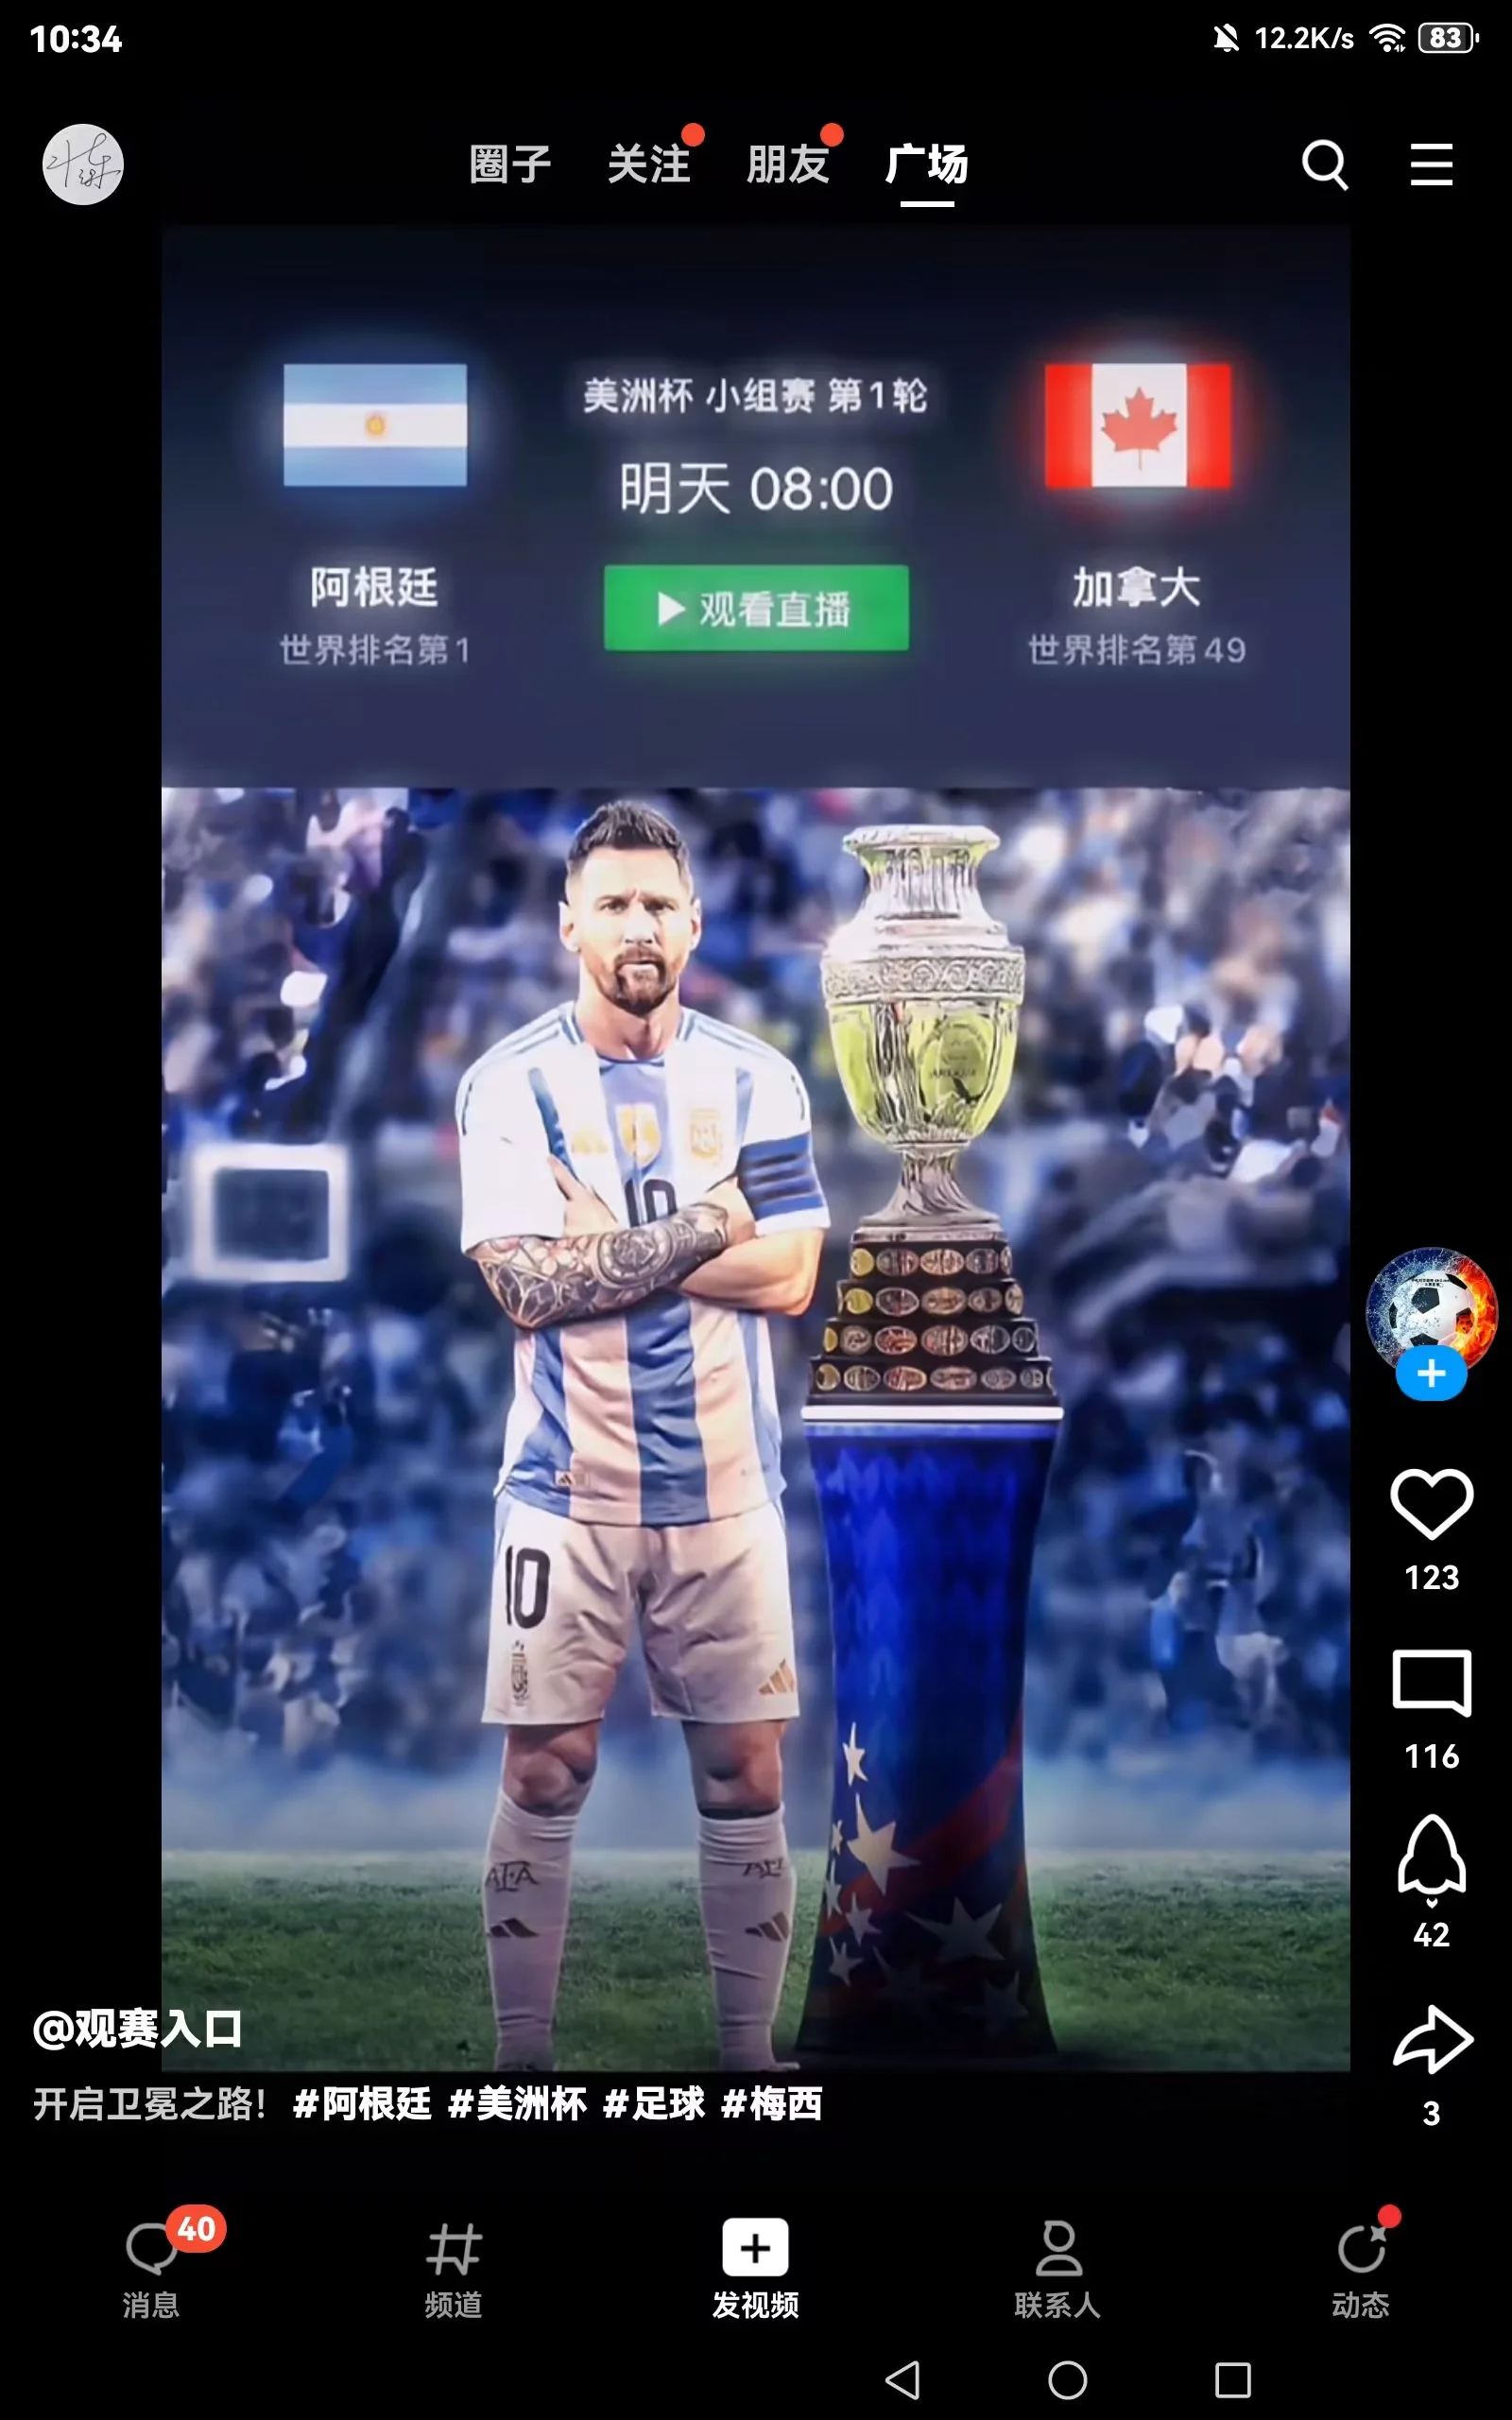 10:34
12.2K/s
83
圈子 关注 朋友 广场
美洲杯 小组赛 第1轮
明天 08:00
阿根廷
观看直播
加拿大
世界排名第1
世界排名第49
10
10
AFA
AFA
123
116
42
@观赛入口
开启卫冕之路！ #阿根廷 #美洲杯 #足球 #梅西
3
40
消息
频道
发视频
联系人
动态